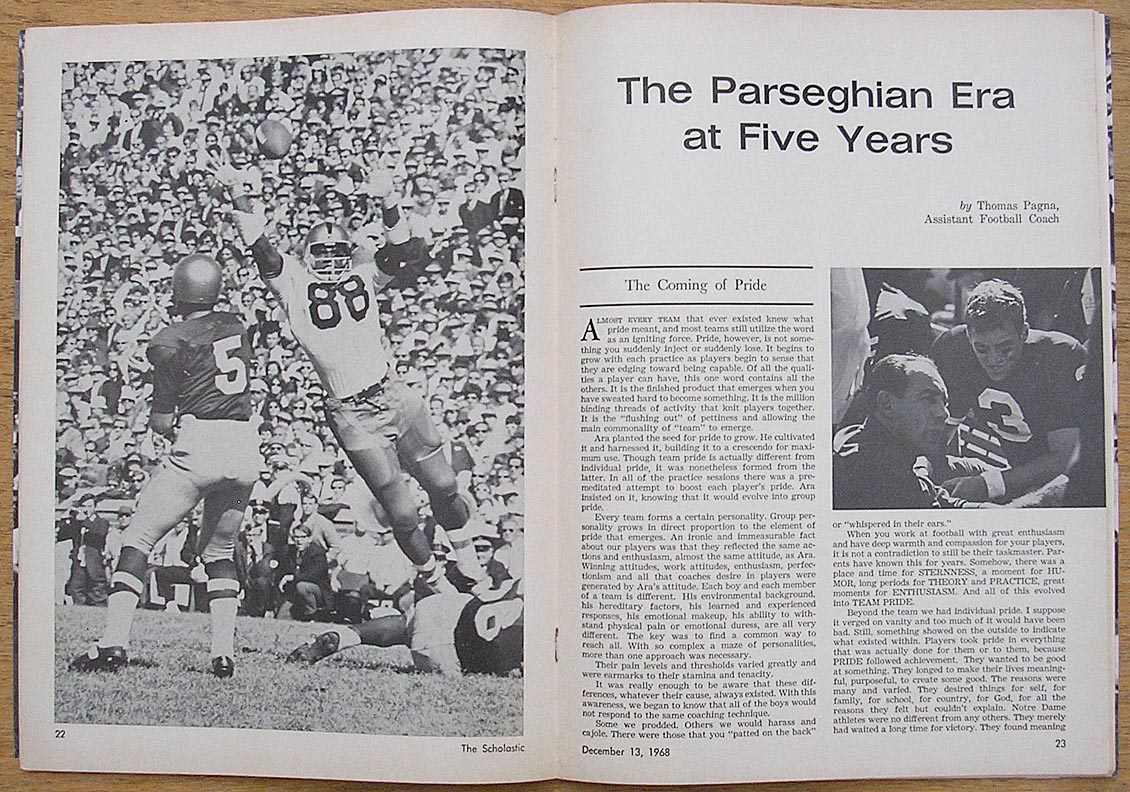 5
88
22
The Scholastic
The Parseghian Era
at Five Years
by Thomas Pagna,
Assistant Football Coach
The Coming of Pride
ALMOST EVERY TEAM that ever existed knew what
pride meant, and most teams still utilize the word
as an igniting force. Pride, however, is not some-
thing you suddenly inject or suddenly lose. It begins to
grow with each practice as players begin to sense that
they are edging toward being capable. Of all the quali-
ties a player can have, this one word contains all the
others. It is the finished product that emerges when you
have sweated hard to become something. It is the million
binding threads of activity that knit players together.
It is the "flushing out" of pettiness and allowing the
main commonality of "team" to emerge.
Ara planted the seed for pride to grow. He cultivated
it and harnessed it, building it to a crescendo for maxi-
mum use. Though team pride is actually different from
individual pride, it was nonetheless formed from the
latter. In all of the practice sessions there was a pre-
meditated attempt to boost each player's pride. Ara
insisted on it, knowing that it would evolve into group
pride.
Every team forms a certain personality. Group per-
sonality grows in direct proportion to the element of
pride that emerges. An ironic and immeasurable fact
about our players was that they reflected the same ac-
tions and enthusiasm, almost the same attitude, as Ara.
Winning attitudes, work attitudes, enthusiasm, perfec-
tionism and all that coaches desire in players were
generated by Ara's attitude. Each boy and each member
of a team is different. His environmental background,
his hereditary factors, his learned and experienced
responses, his emotional makeup, his ability to with-
stand physical pain or emotional duress, are all very
different. The key was to find a common way to
reach all. With so complex a maze of personalities,
more than one approach was necessary.
Their pain levels and thresholds varied greatly and
were earmarks to their stamina and tenacity.
It was really enough to be aware that these dif-
ferences, whatever their cause, always existed. With this
awareness, we began to know that all of the boys would
not respond to the same coaching technique.
Some we prodded. Others we would harass and
cajole. There were those that you "patted on the back"
3
or "whispered in their ears."
When you work at football with great enthusiasm
and have deep warmth and compassion for your players,
it is not a contradiction to still be their taskmaster. Par-
ents have known this for years. Somehow, there was a
place and time for STERNNESS, a moment for HU-
MOR, long periods for THEORY and PRACTICE, great
moments for ENTHUSIASM. And all of this evolved
into TEAM PRIDE.
Beyond the team we had individual pride. I suppose
it verged on vanity and too much of it would have been
bad. Still, something showed on the outside to indicate
what existed within. Players took pride in everything
that was actually done for them or to them, because
PRIDE followed achievement. They wanted to be good
at something. They longed to make their lives meaning-
ful, purposeful, to create some good. The reasons were
many and varied. They desired things for self, for
family, for school, for country, for God, for all the
reasons they felt but couldn't explain. Notre Dame
athletes were no different from any others. They merely
had waited a long time for victory. They found meaning
December 13, 1968
23